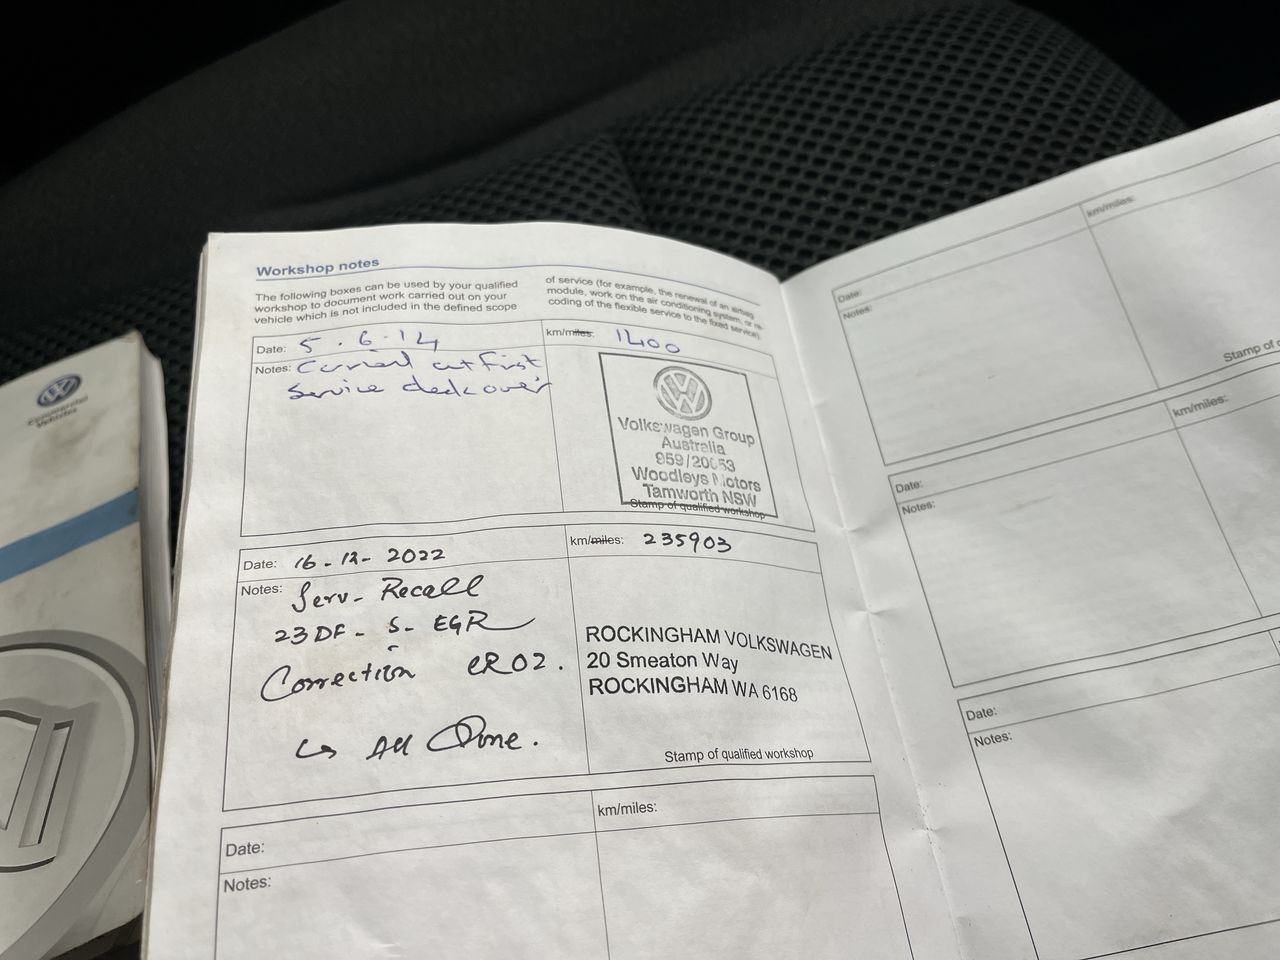 Workshop notes
The following boxes can be used by your qualified
workshop to document work carried out on your
vehicle which is not included in the defined scope
of service (for example, the renewal of an airbag
module, work on the air conditioning system, or re-
coding of the flexible service to the fixed service).
Date: 5.6.14
km/miles: 1400
Notes: Carried out First
Service check over
Volkswagen Group
Australia
959/20053
Woodleys Motors
Tamworth NSW
Stamp of qualified workshop
Date: 16-12-2022
km/miles: 235903
Notes: Serv- Recall
23DF- S- EGR
Correction CR02.
↳ All Done.
ROCKINGHAM VOLKSWAGEN
20 Smeaton Way
ROCKINGHAM WA 6168
Stamp of qualified workshop
Date:
km/miles:
Notes:
Date:
km/miles:
Notes:
Stamp of
Date:
km/miles:
Notes:
Date:
Notes:
Commercial
Vehicles